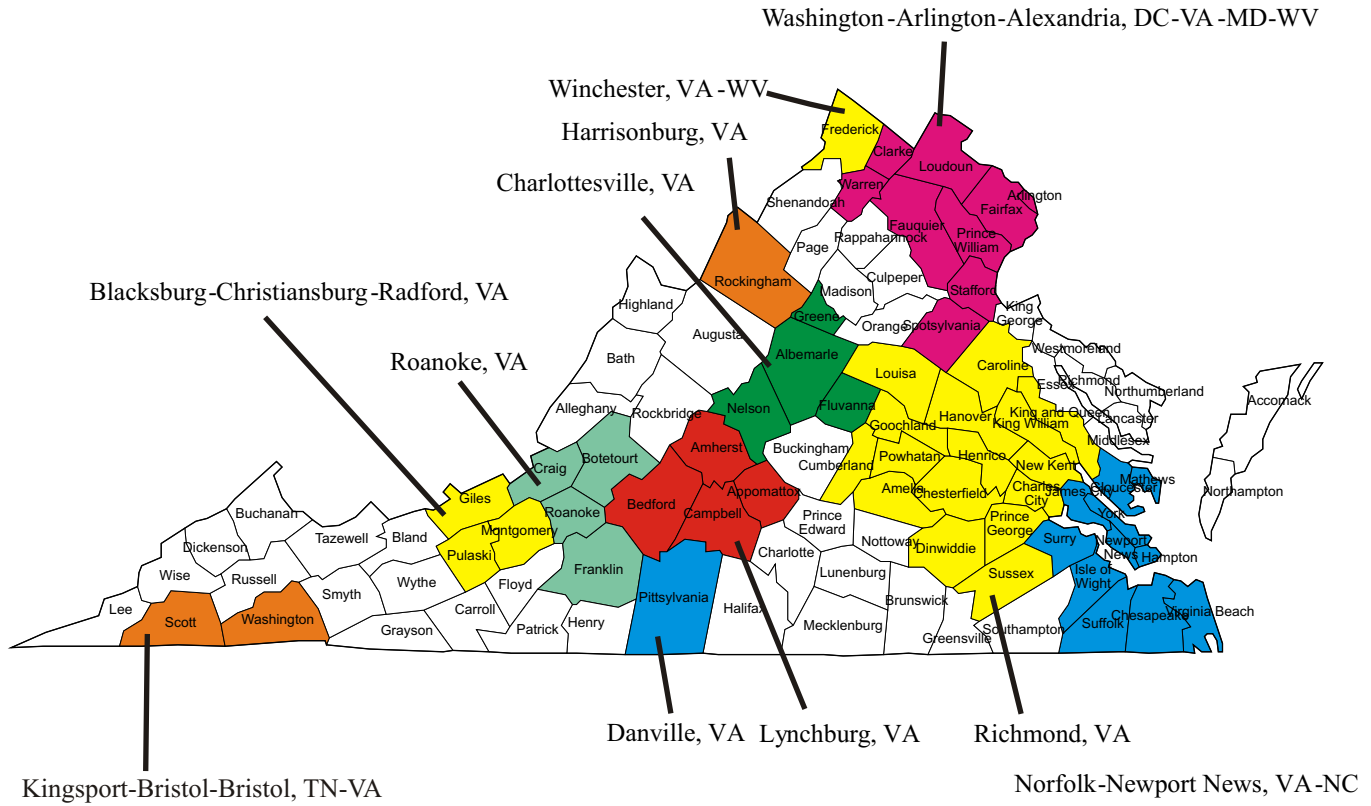 Washington-Arlington-Alexandria, DC-VA-MD-WV
Winchester, VA-WV
Harrisonburg, VA
Charlottesville, VA
Blacksburg-Christiansburg-Radford, VA
Roanoke, VA
Frederick
Clarke
Loudoun
Warren
Arlington
Fairfax
Shenandoah
Fauquier
Prince
William
Rappahannock
Page
Rockingham
Culpeper
Madison
Stafford
Highland
King
George
Greene
Orange
Spotsylvania
Augusta
Albemarle
Bath
Louisa
Caroline
Westmoreland
Essex
Richmond
Northumberland
Accomack
Alleghany
Rockbridge
Nelson
Fluvanna
Hanover
King and Queen
King William
Lancaster
Goochland
Middlesex
Amherst
Buckingham
Cumberland
Powhatan
Henrico
New Kent
Craig
Botetourt
Appomattox
Amelia
Chesterfield
Charles
City
James City
Gloucester
Mathews
Northampton
Giles
Roanoke
Bedford
Campbell
Prince
Edward
Prince
George
York
Buchanan
Montgomery
Tazewell
Bland
Dickenson
Pulaski
Charlotte
Nottoway
Dinwiddie
Surry
Newport
News
Hampton
Wise
Russell
Wythe
Floyd
Franklin
Lunenburg
Sussex
Isle of
Wight
Smyth
Pittsylvania
Halifax
Brunswick
Lee
Scott
Washington
Carroll
Grayson
Patrick
Henry
Mecklenburg
Greensville
Southampton
Suffolk
Chesapeake
Virginia Beach
Danville, VA
Lynchburg, VA
Richmond, VA
Kingsport-Bristol-Bristol, TN-VA
Norfolk-Newport News, VA-NC